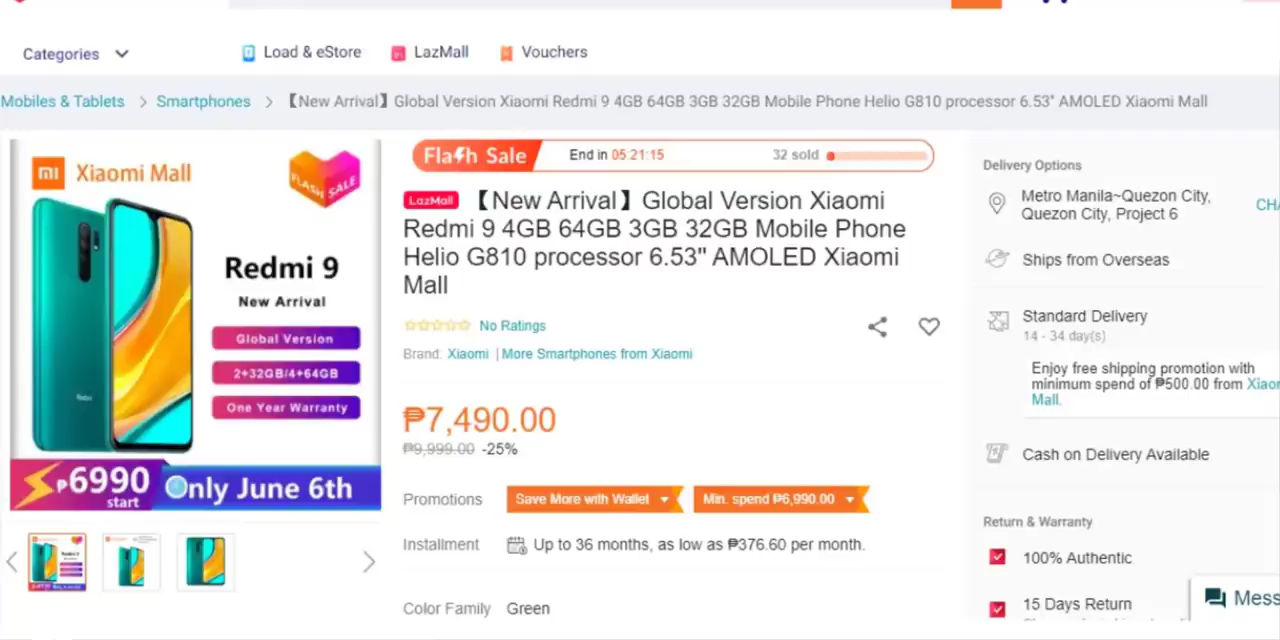 Categories
Load & eStore
LazMall
Vouchers
Mobiles & Tablets > Smartphones > 【New Arrival】Global Version Xiaomi Redmi 9 4GB 64GB 3GB 32GB Mobile Phone Helio G810 processor 6.53" AMOLED Xiaomi Mall
mi Xiaomi Mall
FLASH SALE
Redmi 9
New Arrival
Global Version
2+32GB/4+64GB
One Year Warranty
Redmi
₱6990
start
Only June 6th
Flash Sale
End in 05:21:15
32 sold
LazMall 【New Arrival】Global Version Xiaomi
Redmi 9 4GB 64GB 3GB 32GB Mobile Phone
Helio G810 processor 6.53" AMOLED Xiaomi
Mall
No Ratings
Brand: Xiaomi | More Smartphones from Xiaomi
₱7,490.00
₱9,999.00 -25%
Promotions
Save More with Wallet
Min. spend ₱6,990.00
Installment
Up to 36 months, as low as ₱376.60 per month.
Color Family Green
Delivery Options
Metro Manila~Quezon City,
Quezon City, Project 6
CHA
Ships from Overseas
Standard Delivery
14 - 34 day(s)
Enjoy free shipping promotion with
minimum spend of ₱500.00 from Xiaom
Mall.
Cash on Delivery Available
Return & Warranty
100% Authentic
15 Days Return
Mess